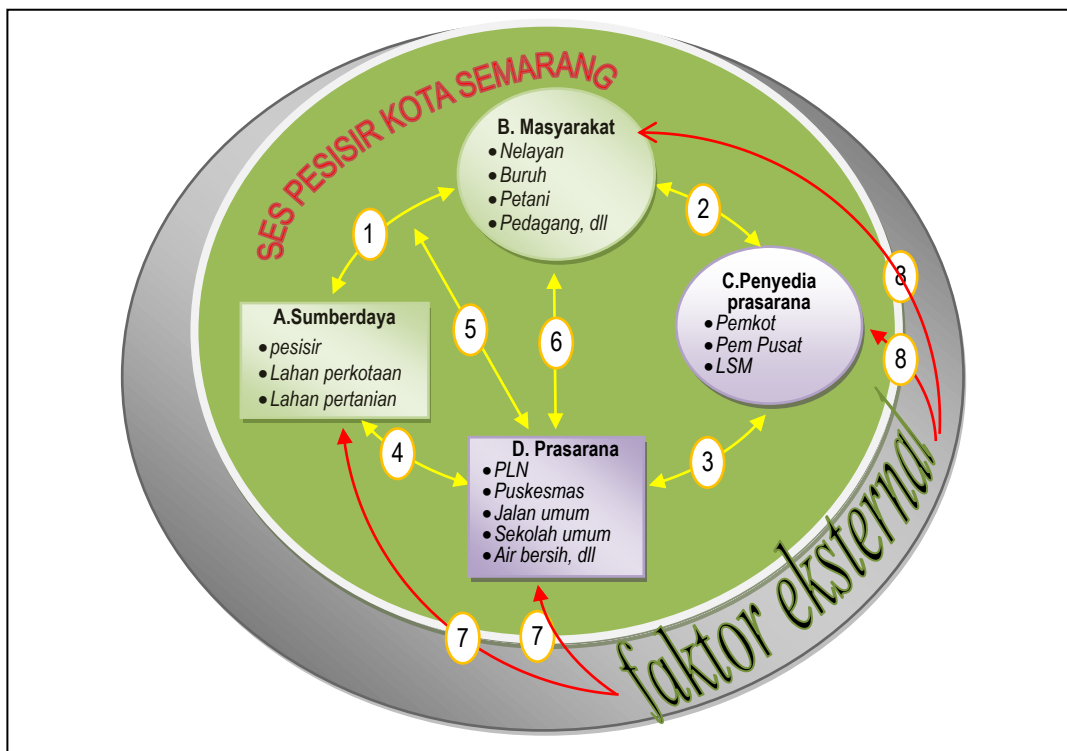 SES PESISIR KOTA SEMARANG
B. Masyarakat
• Nelayan
• Buruh
• Petani
• Pedagang, dll
1
2
C.Penyedia
prasarana
• Pemkot
• Pem Pusat
• LSM
8
8
A.Sumberdaya
• pesisir
• Lahan perkotaan
• Lahan pertanian
5
6
4
3
D. Prasarana
• PLN
• Puskesmas
• Jalan umum
• Sekolah umum
• Air bersih, dll
7
7
faktor eksternal